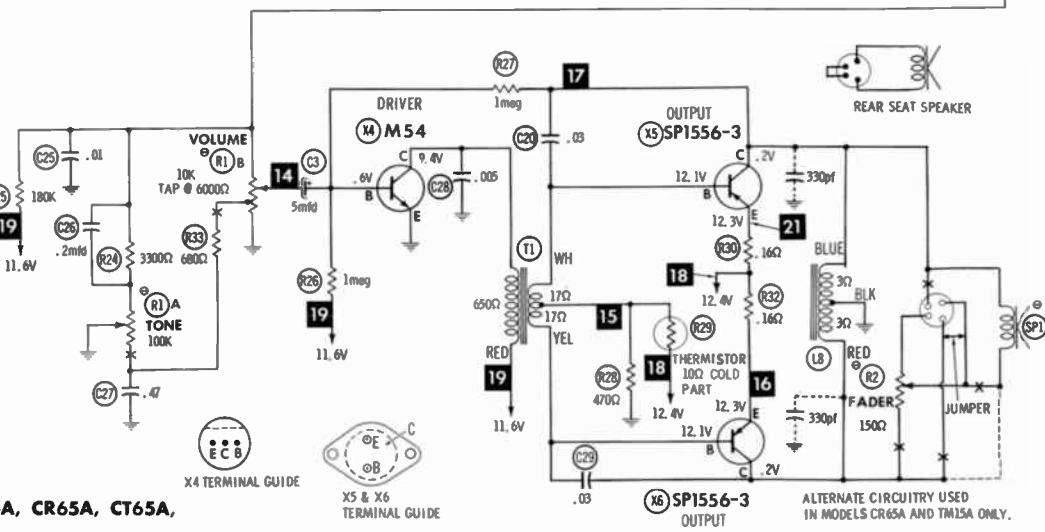 REAR SEAT SPEAKER
R27
1meg
17
DRIVER
X4 M54
OUTPUT
X5 SP1556-3
C25
.01
VOLUME
R1 B
10K
TAP @ 6000Ω
14
C3
5mfd
.6V
B
C
9.4V
E
C28
.005
C20
.03
12.1V
B
C
.2V
330pf
12.3V
E
21
180K
19
11.6V
C26
.2mfd
R24
3300Ω
R33
680Ω
R1 A
TONE
100K
C27
.47
R26
1meg
19
11.6V
T1
WH
650Ω
17Ω
17Ω
YEL
RED
19
11.6V
15
R28
470Ω
R29
THERMISTOR
10Ω COLD
PART
18
12.4V
18
12.4V
R30
.16Ω
R32
.16Ω
16
12.3V
E
12.1V
B
C
.2V
C29
.03
X6 SP1556-3
OUTPUT
BLUE
3Ω
BLK
3Ω
L8
RED
330pf
R2
FADER
150Ω
JUMPER
SP1
E C B
X4 TERMINAL GUIDE
C
E
B
X5 & X6
TERMINAL GUIDE
A, CR65A, CT65A,
ALTERNATE CIRCUITRY USED
IN MODELS CR65A AND TM15A ONLY.